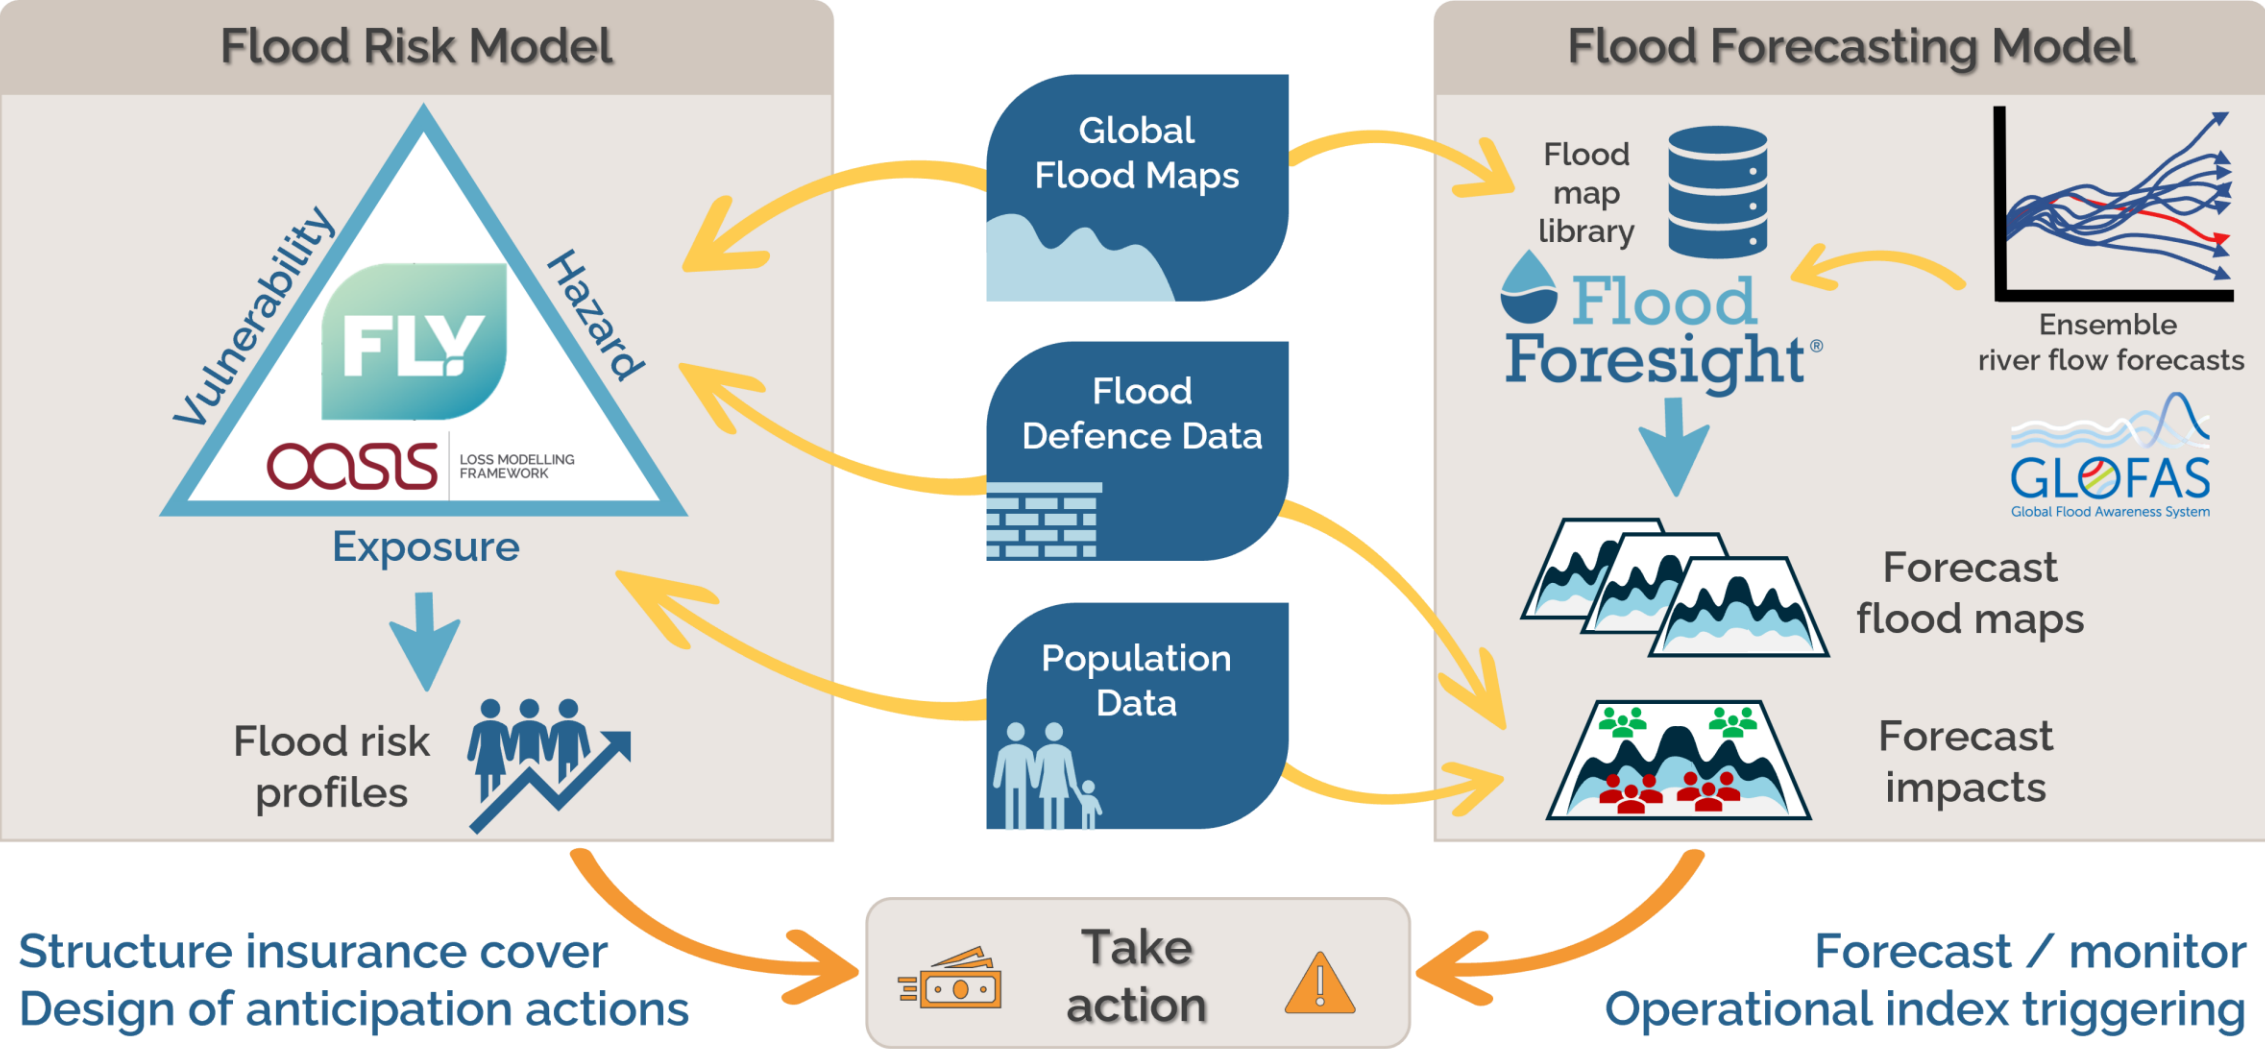 Flood Risk Model
Vulnerability
Hazard
FLY
OASIS
LOSS MODELLING
FRAMEWORK
Exposure
Flood risk
profiles
Global
Flood Maps
Flood
Defence Data
Population
Data
Flood Forecasting Model
Flood
map
library
Flood
Foresight®
Ensemble
river flow forecasts
GLOFAS
Global Flood Awareness System
Forecast
flood maps
Forecast
impacts
Structure insurance cover
Design of anticipation actions
Take
action
Forecast / monitor
Operational index triggering